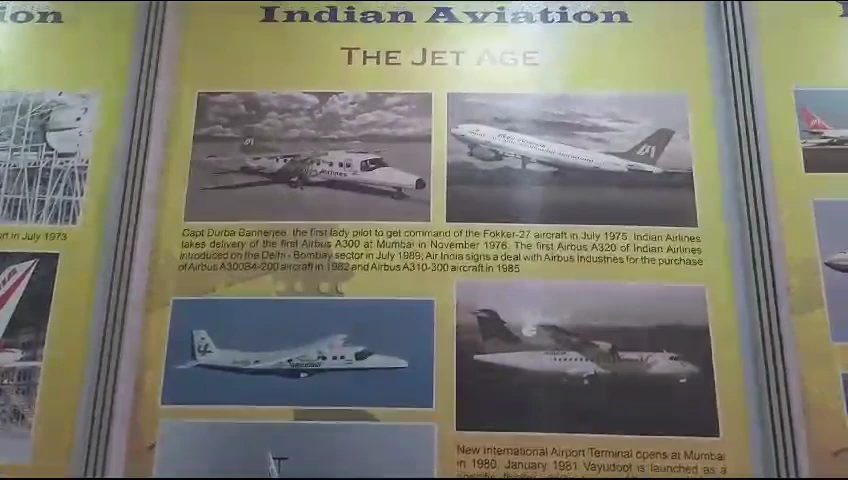 on
Indian Aviation
THE JET AGE
rt in July 1973
Capt Durba Bannerjee, the first lady pilot to get command of the Fokker-27 aircraft in July 1975, Indian Airlines
takes delivery of the first Airbus A300 at Mumbai in November 1976, The first Airbus A320 of Indian Airlines
introduced on the Delhi - Bombay sector in July 1989; Air India signs a deal with Airbus Industries for the purchase
of Airbus A300B4-200 aircraft in 1982 and Airbus A310-300 aircraft in 1985
New International Airport Terminal opens at Mumbai
in 1980. January 1981 Vayudoot is launched as a